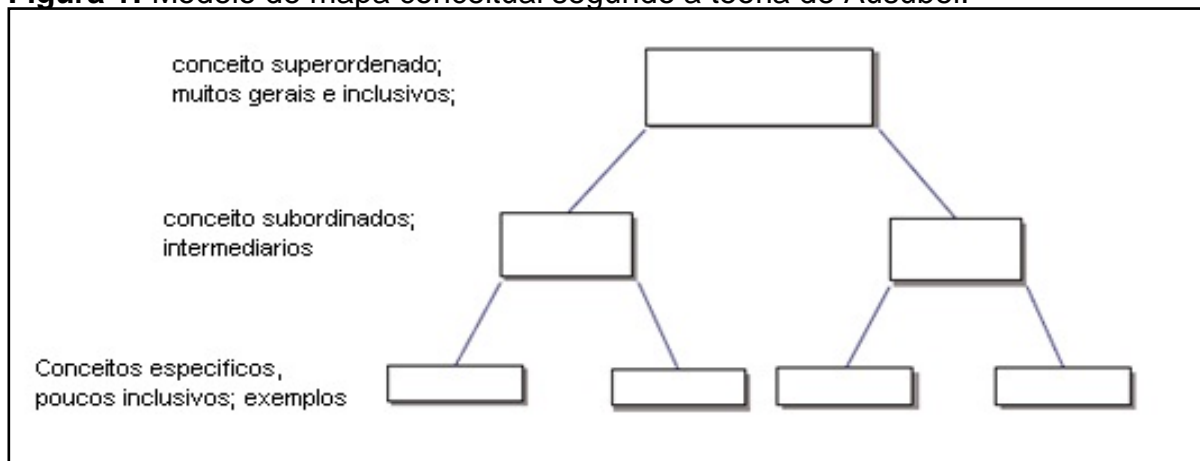 Figura 1: Modelo de mapa conceitual segundo a teoria de Ausubel.
conceito superordenado;
muitos gerais e inclusivos;
conceito subordinados;
intermediarios
Conceitos especificos,
poucos inclusivos; exemplos